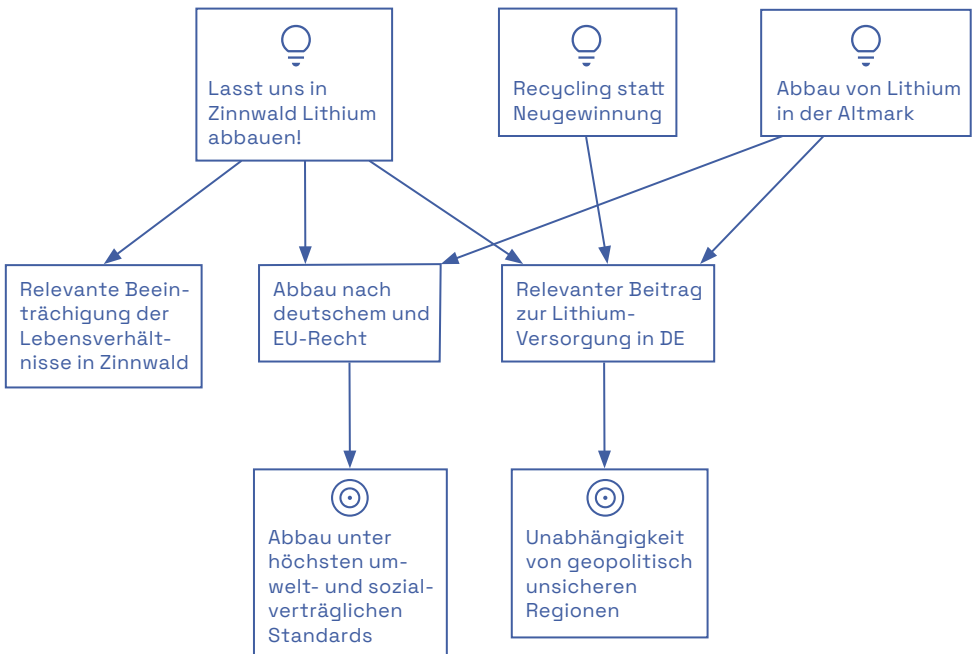 Lasst uns in
Zinnwald Lithium
abbauen!
Recycling statt
Neugewinnung
Abbau von Lithium
in der Altmark
Relevante Beein-
trächigung der
Lebensverhält-
nisse in Zinnwald
Abbau nach
deutschem und
EU-Recht
Relevanter Beitrag
zur Lithium-
Versorgung in DE
Abbau unter
höchsten um-
welt- und sozial-
verträglichen
Standards
Unabhängigkeit
von geopolitisch
unsicheren
Regionen